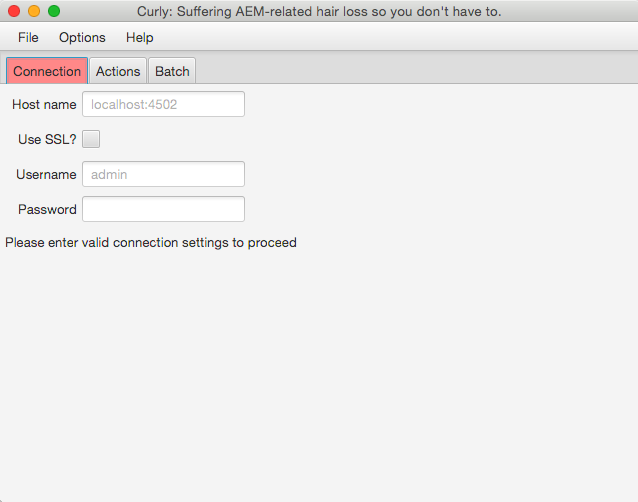 Curly: Suffering AEM-related hair loss so you don't have to.
File Options Help
Connection Actions Batch
Host name localhost:4502
Use SSL?
Username admin
Password
Please enter valid connection settings to proceed